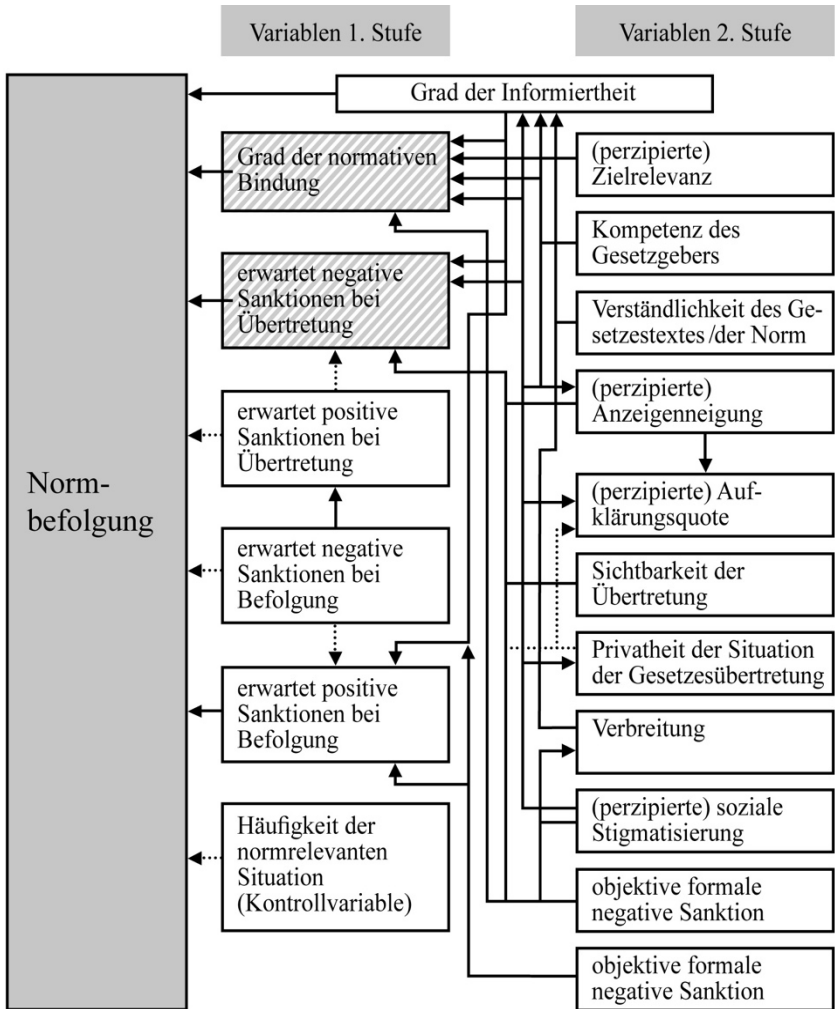 Variablen 1. Stufe
Variablen 2. Stufe
Grad der Informiertheit
Norm-
befolgung
Grad der normativen
Bindung
erwartet negative
Sanktionen bei
Übertretung
erwartet positive
Sanktionen bei
Übertretung
erwartet negative
Sanktionen bei
Befolgung
erwartet positive
Sanktionen bei
Befolgung
Häufigkeit der
normrelevanten
Situation
(Kontrollvariable)
(perzipierte)
Zielrelevanz
Kompetenz des
Gesetzgebers
Verständlichkeit des Ge-
setzestextes/der Norm
(perzipierte)
Anzeigenneigung
(perzipierte) Auf-
klärungsquote
Sichtbarkeit der
Übertretung
Privatheit der Situation
der Gesetzesübertretung
Verbreitung
(perzipierte) soziale
Stigmatisierung
objektive formale
negative Sanktion
objektive formale
negative Sanktion